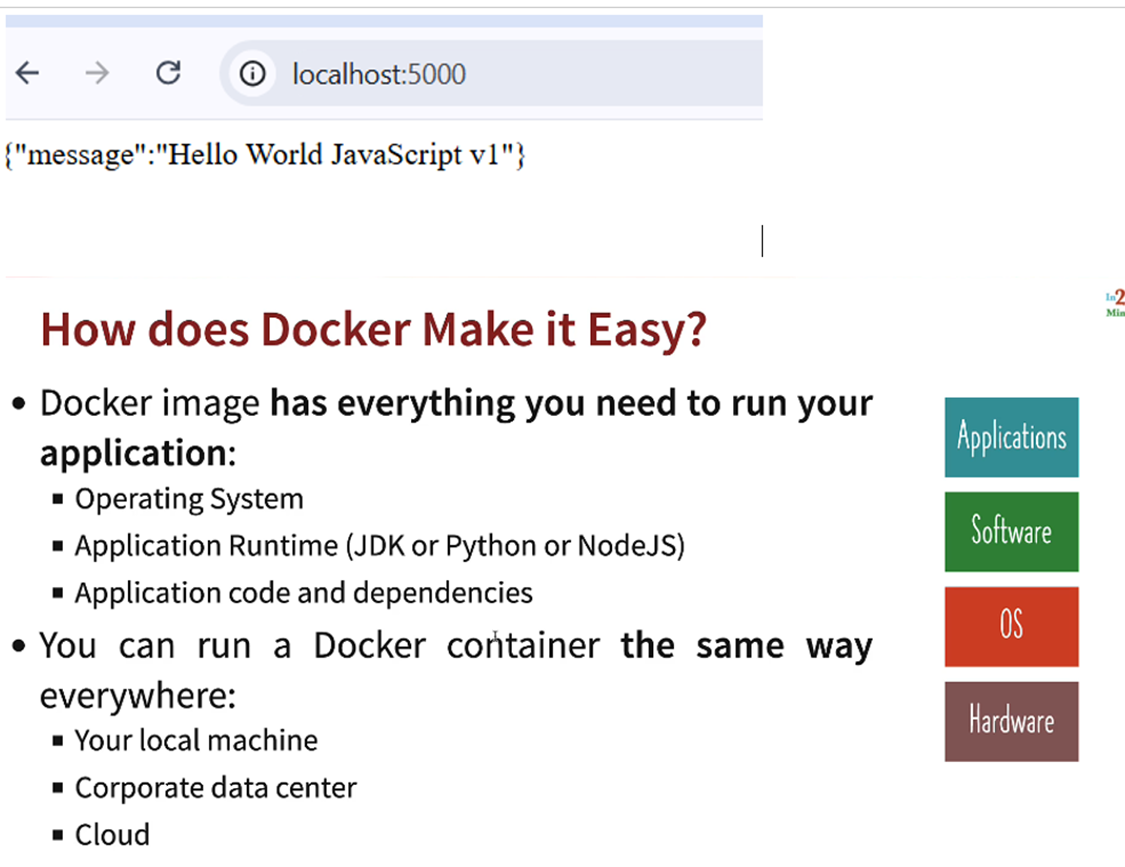 localhost:5000
{"message":"Hello World JavaScript v1"}
How does Docker Make it Easy?
In 2
Min
• Docker image has everything you need to run your
application:
▪ Operating System
▪ Application Runtime (JDK or Python or NodeJS)
▪ Application code and dependencies
• You can run a Docker container the same way
everywhere:
▪ Your local machine
▪ Corporate data center
▪ Cloud
Applications
Software
OS
Hardware